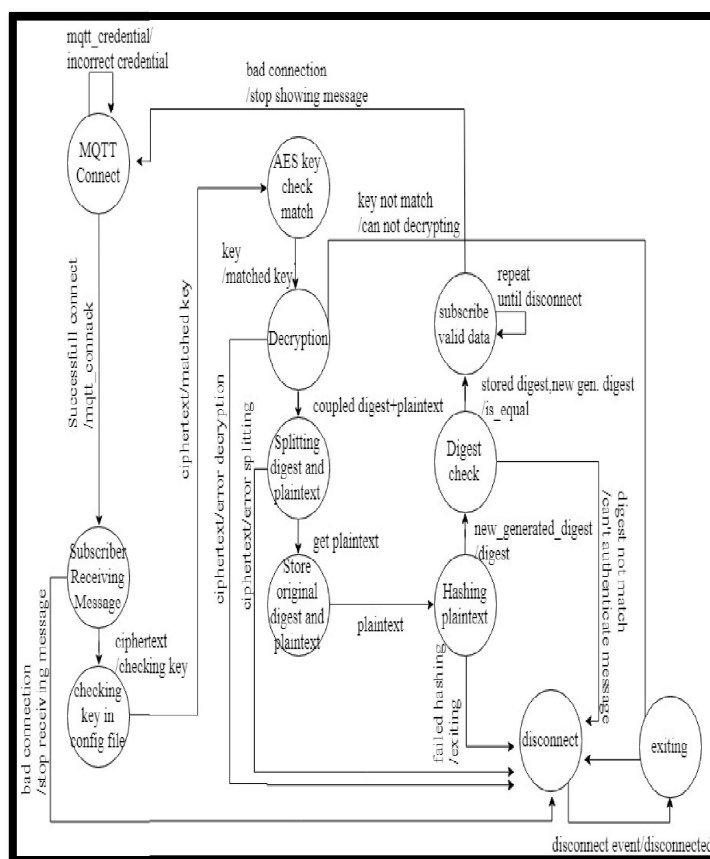 mqtt_credential/
incorrect credential
bad connection
/stop showing message
MQTT
Connect
AES key
check
match
key not match
/can not decrypting
key
/matched key
repeat
until disconnect
subscribe
valid data
Decryption
Successfull connect
/mqtt_connack
ciphertext/matched key
ciphertext/error decryption
ciphertext/error splitting
coupled digest+plaintext
stored digest,new gen. digest
/is_equal
Splitting
digest and
plaintext
Digest
check
digest not match
/can't authenticate message
get plaintext
new_generated_digest
/digest
Subscriber
Receiving
Message
Store
original
digest and
plaintext
Hashing
plaintext
plaintext
ciphertext
/checking key
checking
key in
config file
bad connection
/stop receiving message
failed hashing
/exiting
disconnect
exiting
disconnect event/disconnected